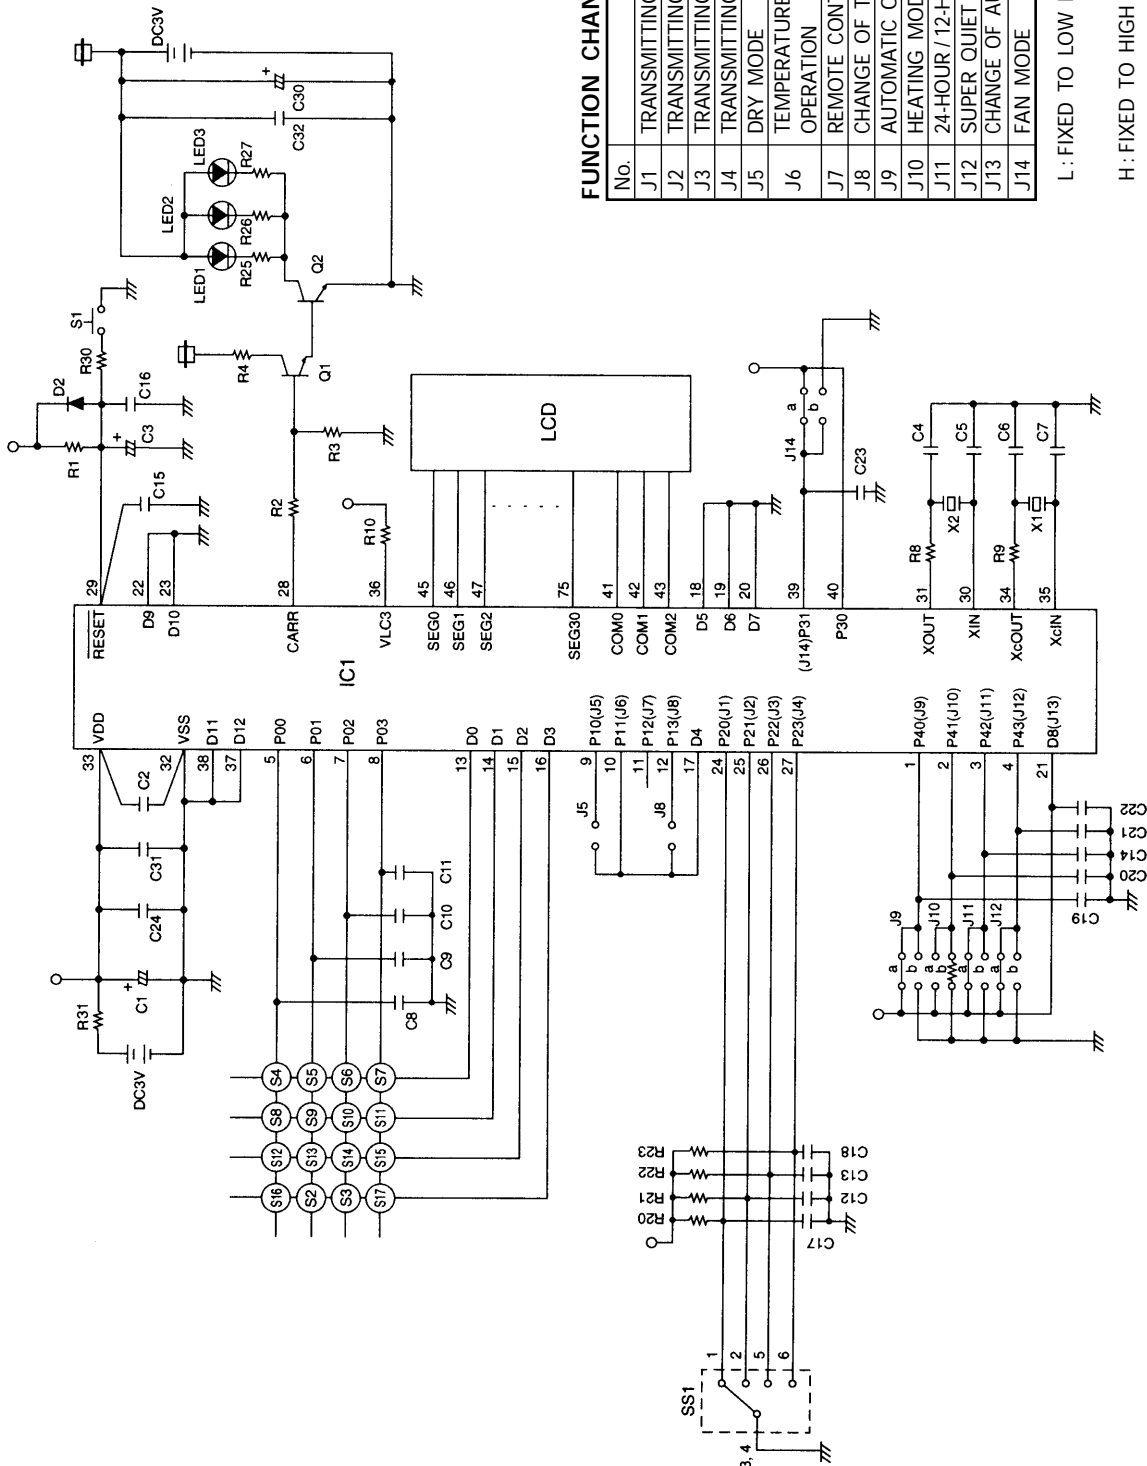 DC3V
C30
C32
LED3
LED2
LED1
R27
R26
R25
Q2
S1
R30
D2
C16
R1
C3
C15
R4
Q1
R3
R2
R10
LCD
J14
a
b
C23
C4
C5
C6
C7
R8
X2
R9
X1
29
22
23
28
36
45
46
47
75
41
42
43
18
19
20
39
40
31
30
34
35
RESET
D9
D10
CARR
VLC3
SEG0
SEG1
SEG2
SEG30
COM0
COM1
COM2
D5
D6
D7
(J14)P31
P30
XOUT
XIN
XcOUT
XcIN
IC1
VDD
VSS
D11
D12
P00
P01
P02
P03
D0
D1
D2
D3
P10(J5)
P11(J6)
P12(J7)
P13(J8)
D4
P20(J1)
P21(J2)
P22(J3)
P23(J4)
P40(J9)
P41(J10)
P42(J11)
P43(J12)
D8(J13)
33
32
38
37
5
6
7
8
13
14
15
16
9
10
11
12
17
24
25
26
27
1
2
3
4
21
C2
C31
C24
C1
R31
DC3V
C11
C10
C9
C8
S4
S5
S6
S7
S8
S9
S10
S11
S12
S13
S14
S15
S16
S2
S3
S17
J5
J8
J9
a
b
J10
a
b
J11
a
b
J12
a
b
C22
C21
C14
C20
C19
R23
R22
R21
R20
C18
C13
C12
C17
SS1
1
2
5
6
3, 4
FUNCTION CHAN
No.
J1 TRANSMITTING
J2 TRANSMITTING
J3 TRANSMITTING
J4 TRANSMITTING
J5 DRY MODE
J6 TEMPERATURE
OPERATION
J7 REMOTE CONT
J8 CHANGE OF T
J9 AUTOMATIC C
J10 HEATING MOD
J11 24-HOUR / 12-H
J12 SUPER QUIET
J13 CHANGE OF AU
J14 FAN MODE
L : FIXED TO LOW
H : FIXED TO HIGH